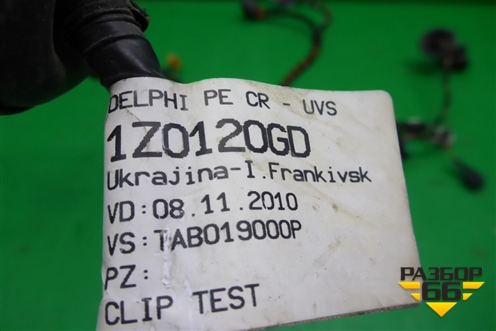 DELPHI PE CR - UVS
1Z0120GD
Ukrajina-I.Frankivsk
VD:08.11.2010
VS:TAB019000P
PZ:
CLIP TEST
РАЗБОР
66